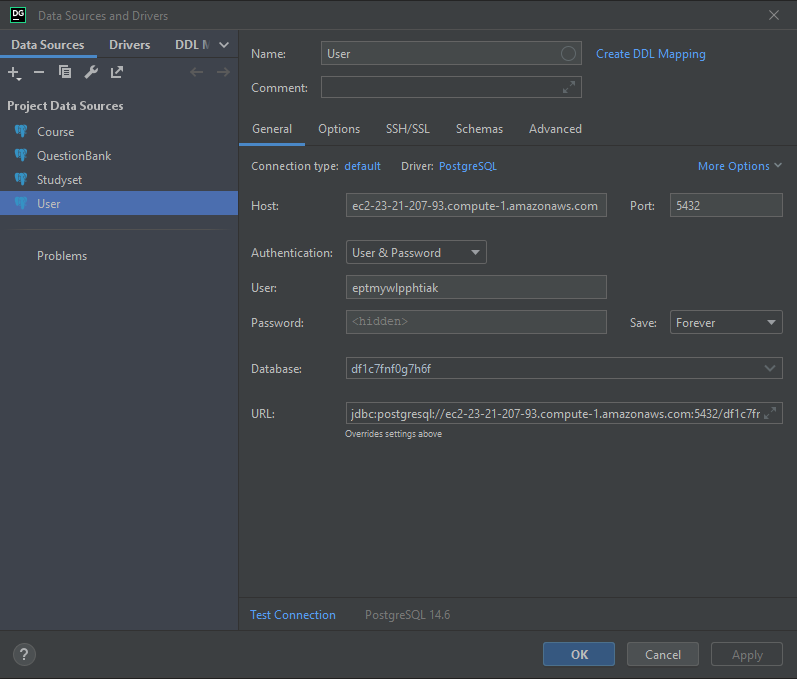 DG Data Sources and Drivers
Data Sources Drivers DDL M
Project Data Sources
Course
QuestionBank
Studyset
User
Problems
Name: User Create DDL Mapping
Comment:
General Options SSH/SSL Schemas Advanced
Connection type: default Driver: PostgreSQL More Options
Host: ec2-23-21-207-93.compute-1.amazonaws.com Port: 5432
Authentication: User & Password
User: eptmywlpphtiak
Password: <hidden> Save: Forever
Database: df1c7fnf0g7h6f
URL: jdbc:postgresql://ec2-23-21-207-93.compute-1.amazonaws.com:5432/df1c7fr
Overrides settings above
Test Connection PostgreSQL 14.6
? OK Cancel Apply